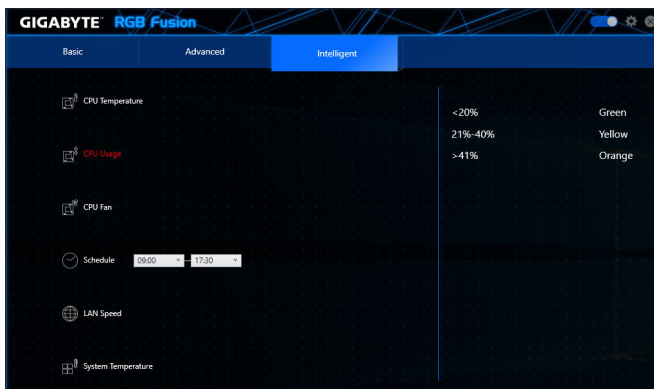 GIGABYTE™ RGB Fusion
Basic Advanced Intelligent
CPU Temperature
CPU Usage
CPU Fan
Schedule 09:00 — 17:30
LAN Speed
System Temperature
<20% Green
21%-40% Yellow
>41% Orange